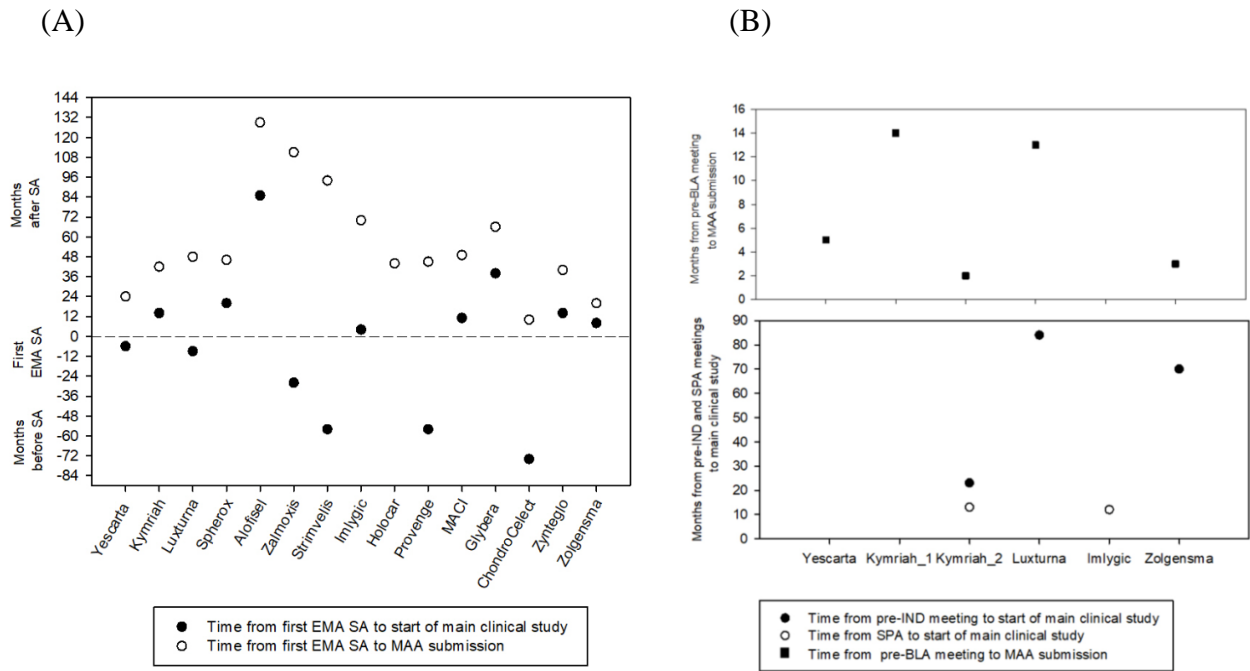 (A)
(B)
144
132
120
108
96
84
72
60
48
36
24
12
0
-12
-24
-36
-48
-60
-72
-84
Months
after SA
First
EMA SA
Months
before SA
Yescarta
Kymriah
Luxturna
Spherox
Alofisel
Zalmoxis
Strimvelis
Imlygic
Holocar
Provenge
MACI
Glybera
ChondroCelect
Zynteglo
Zolgensma
Time from first EMA SA to start of main clinical study
Time from first EMA SA to MAA submission
16
14
12
10
8
6
4
2
0
Months from pre-BLA meeting
to MAA submission
90
80
70
60
50
40
30
20
10
0
Months from pre-IND and SPA meetings
to main clinical study
Yescarta Kymriah_1 Kymriah_2 Luxturna Imlygic Zolgensma
Time from pre-IND meeting to start of main clinical study
Time from SPA to start of main clinical study
Time from pre-BLA meeting to MAA submission